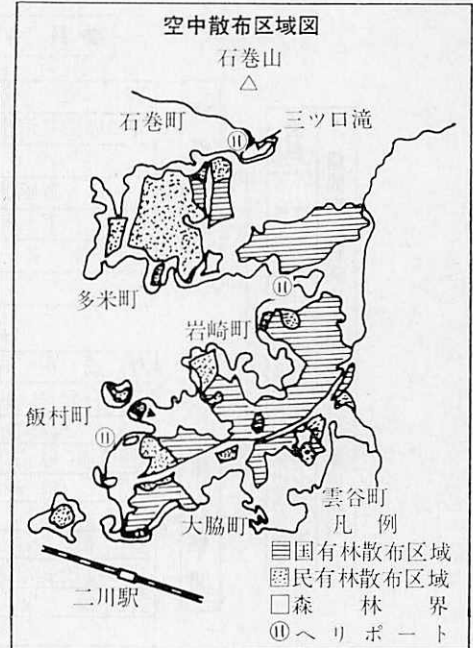 空中散布区域図
石巻山
石巻町
三ツ口滝
多米町
岩崎町
飯村町
雲谷町
大脇町
二川駅
凡例
国有林散布区域
民有林散布区域
森林界
Ⓗヘリポート